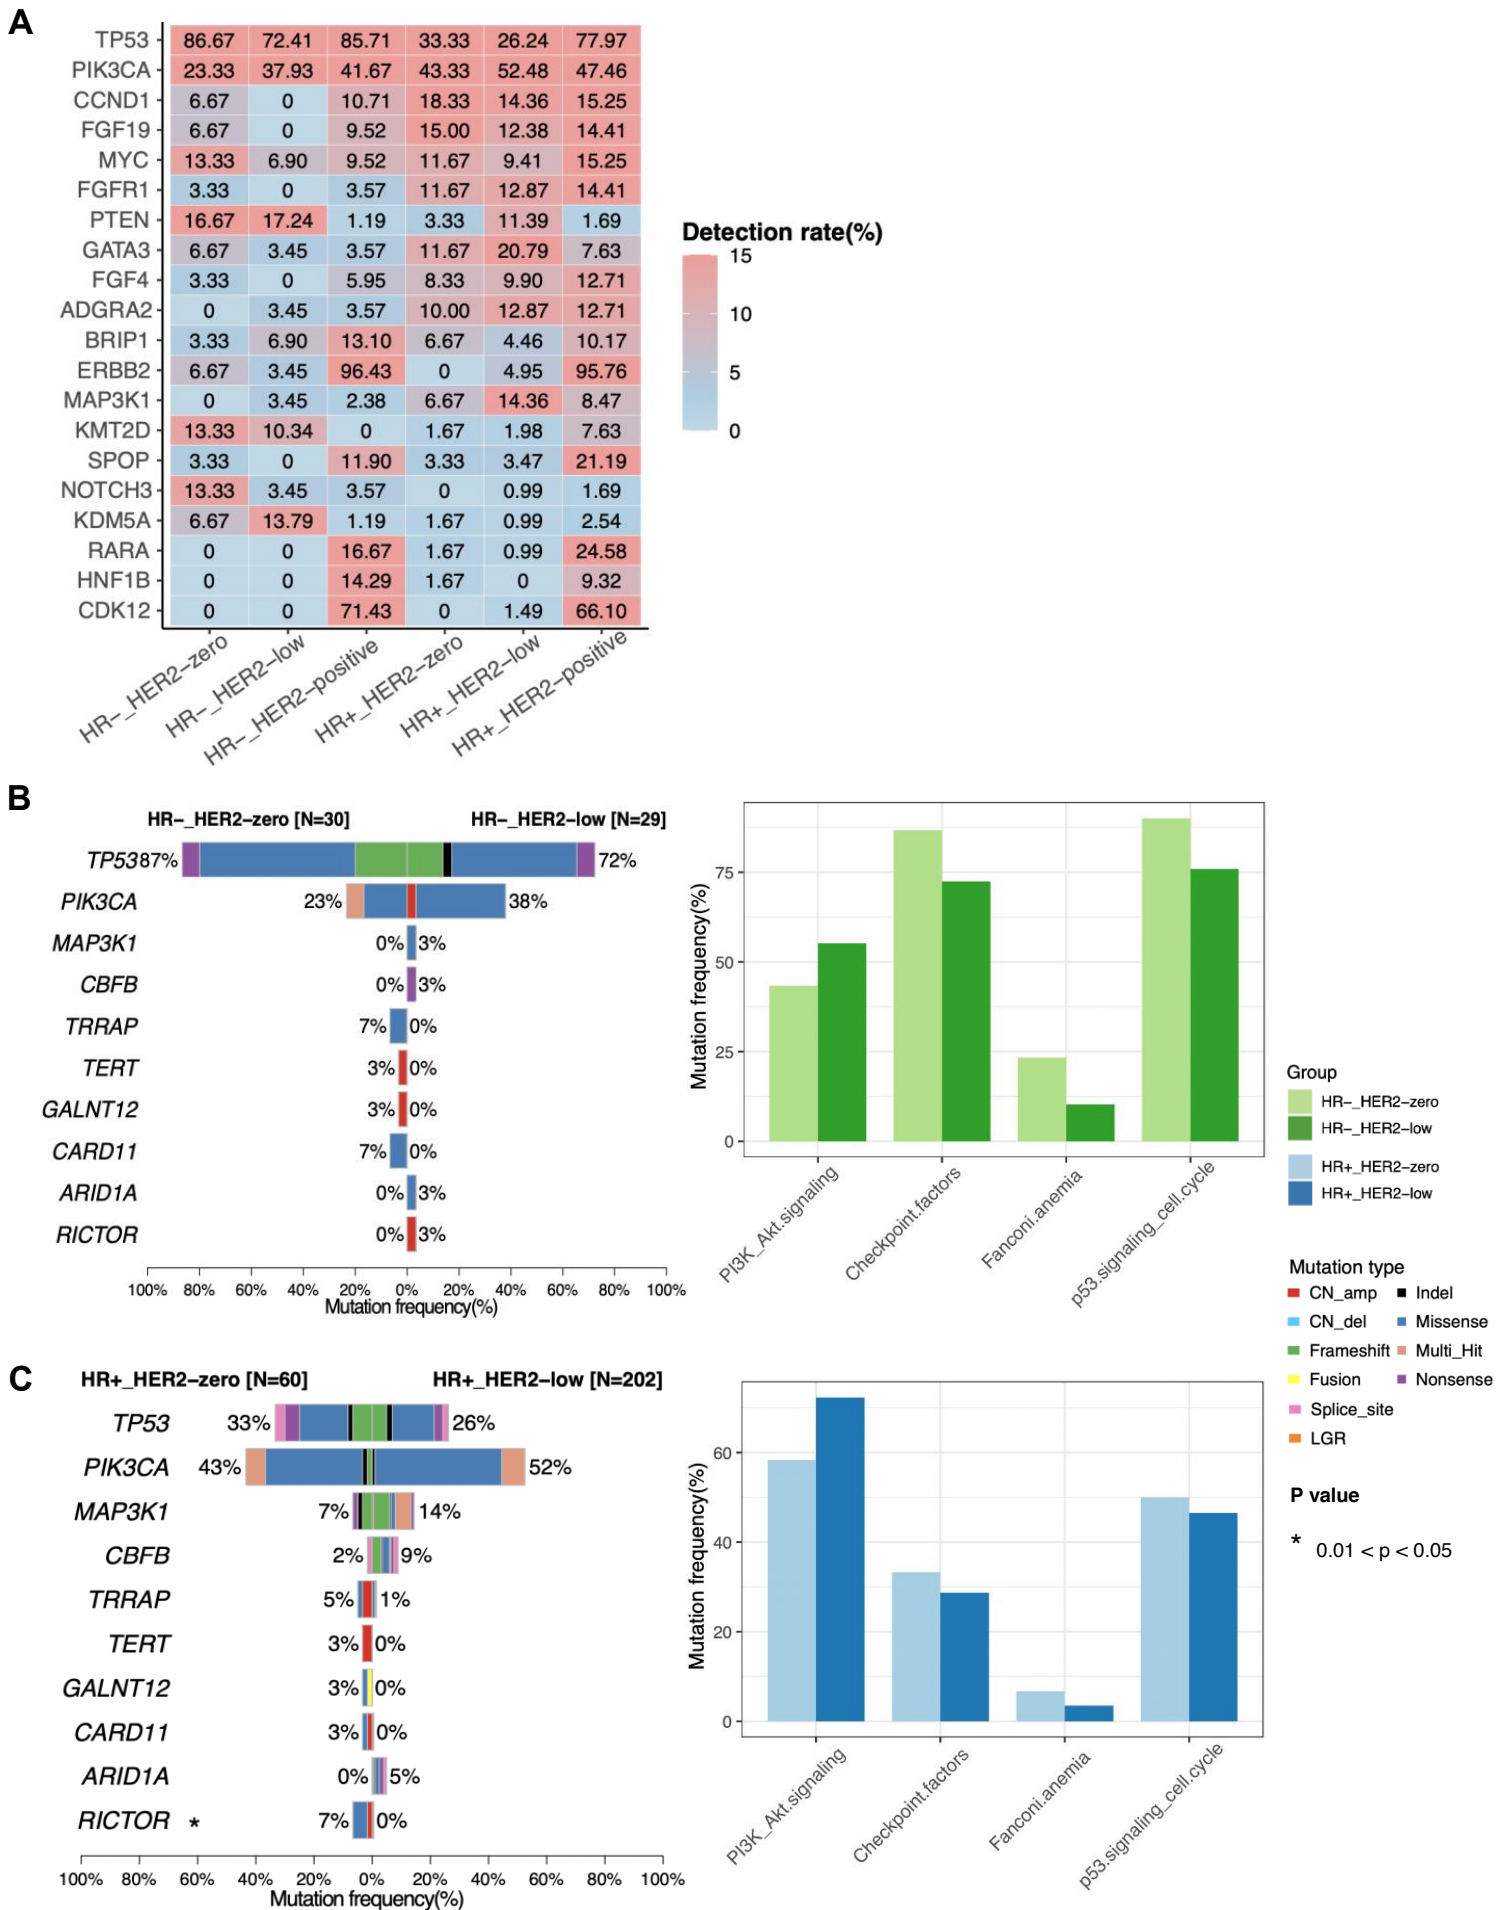 A
TP53 86.67 72.41 85.71 33.33 26.24 77.97
PIK3CA 23.33 37.93 41.67 43.33 52.48 47.46
CCND1 6.67 0 10.71 18.33 14.36 15.25
FGF19 6.67 0 9.52 15.00 12.38 14.41
MYC 13.33 6.90 9.52 11.67 9.41 15.25
FGFR1 3.33 0 3.57 11.67 12.87 14.41
PTEN 16.67 17.24 1.19 3.33 11.39 1.69
GATA3 6.67 3.45 3.57 11.67 20.79 7.63
FGF4 3.33 0 5.95 8.33 9.90 12.71
ADGRA2 0 3.45 3.57 10.00 12.87 12.71
BRIP1 3.33 6.90 13.10 6.67 4.46 10.17
ERBB2 6.67 3.45 96.43 0 4.95 95.76
MAP3K1 0 3.45 2.38 6.67 14.36 8.47
KMT2D 13.33 10.34 0 1.67 1.98 7.63
SPOP 3.33 0 11.90 3.33 3.47 21.19
NOTCH3 13.33 3.45 3.57 0 0.99 1.69
KDM5A 6.67 13.79 1.19 1.67 0.99 2.54
RARA 0 0 16.67 1.67 0.99 24.58
HNF1B 0 0 14.29 1.67 0 9.32
CDK12 0 0 71.43 0 1.49 66.10
HR−_HER2−zero
HR−_HER2−low
HR−_HER2−positive
HR+_HER2−zero
HR+_HER2−low
HR+_HER2−positive
Detection rate(%)
15
10
5
0
B
HR−_HER2−zero [N=30] HR−_HER2−low [N=29]
TP53 87% 72%
PIK3CA 23% 38%
MAP3K1 0% 3%
CBFB 0% 3%
TRRAP 7% 0%
TERT 3% 0%
GALNT12 3% 0%
CARD11 7% 0%
ARID1A 0% 3%
RICTOR 0% 3%
100% 80% 60% 40% 20% 0% 20% 40% 60% 80% 100%
Mutation frequency(%)
Mutation frequency(%)
75
50
25
0
PI3K_Akt.signaling
Checkpoint.factors
Fanconi.anemia
p53.signaling_cell.cycle
Group
HR−_HER2−zero
HR−_HER2−low
HR+_HER2−zero
HR+_HER2−low
Mutation type
CN_amp Indel
CN_del Missense
Frameshift Multi_Hit
Fusion Nonsense
Splice_site
LGR
P value
* 0.01 < p < 0.05
C
HR+_HER2−zero [N=60] HR+_HER2−low [N=202]
TP53 33% 26%
PIK3CA 43% 52%
MAP3K1 7% 14%
CBFB 2% 9%
TRRAP 5% 1%
TERT 3% 0%
GALNT12 3% 0%
CARD11 3% 0%
ARID1A 0% 5%
RICTOR * 7% 0%
100% 80% 60% 40% 20% 0% 20% 40% 60% 80% 100%
Mutation frequency(%)
Mutation frequency(%)
60
40
20
0
PI3K_Akt.signaling
Checkpoint.factors
Fanconi.anemia
p53.signaling_cell.cycle